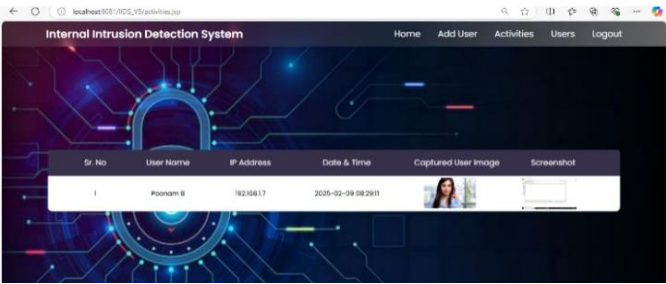 localhost:8081/IIDS_V5/activities.jsp
Internal Intrusion Detection System Home Add User Activities Users Logout
Sr. No User Name IP Address Date & Time Captured User Image Screenshot
1 Poonam B 192.168.1.7 2025-02-09 08:29:11